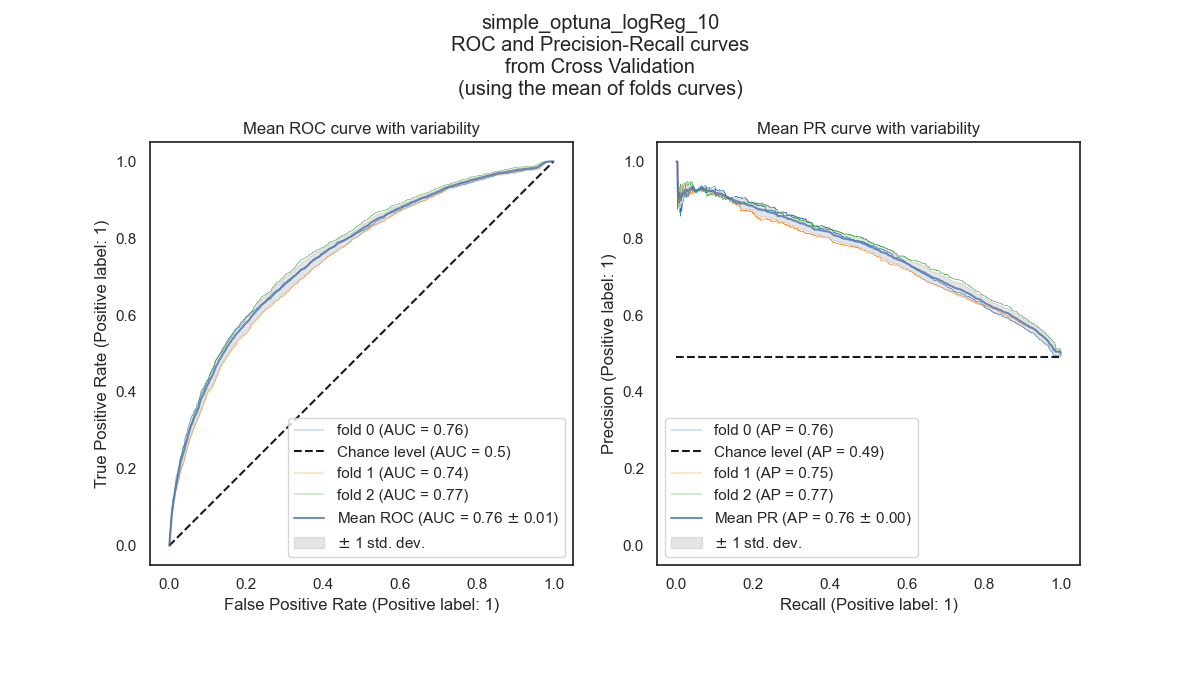 simple_optuna_logReg_10
ROC and Precision-Recall curves
from Cross Validation
(using the mean of folds curves)
Mean ROC curve with variability
True Positive Rate (Positive label: 1)
1.0
0.8
0.6
0.4
0.2
0.0
fold 0 (AUC = 0.76)
Chance level (AUC = 0.5)
fold 1 (AUC = 0.74)
fold 2 (AUC = 0.77)
Mean ROC (AUC = 0.76 ± 0.01)
± 1 std. dev.
0.0 0.2 0.4 0.6 0.8 1.0
False Positive Rate (Positive label: 1)
Mean PR curve with variability
Precision (Positive label: 1)
1.0
0.8
0.6
0.4
0.2
0.0
fold 0 (AP = 0.76)
Chance level (AP = 0.49)
fold 1 (AP = 0.75)
fold 2 (AP = 0.77)
Mean PR (AP = 0.76 ± 0.00)
± 1 std. dev.
0.0 0.2 0.4 0.6 0.8 1.0
Recall (Positive label: 1)